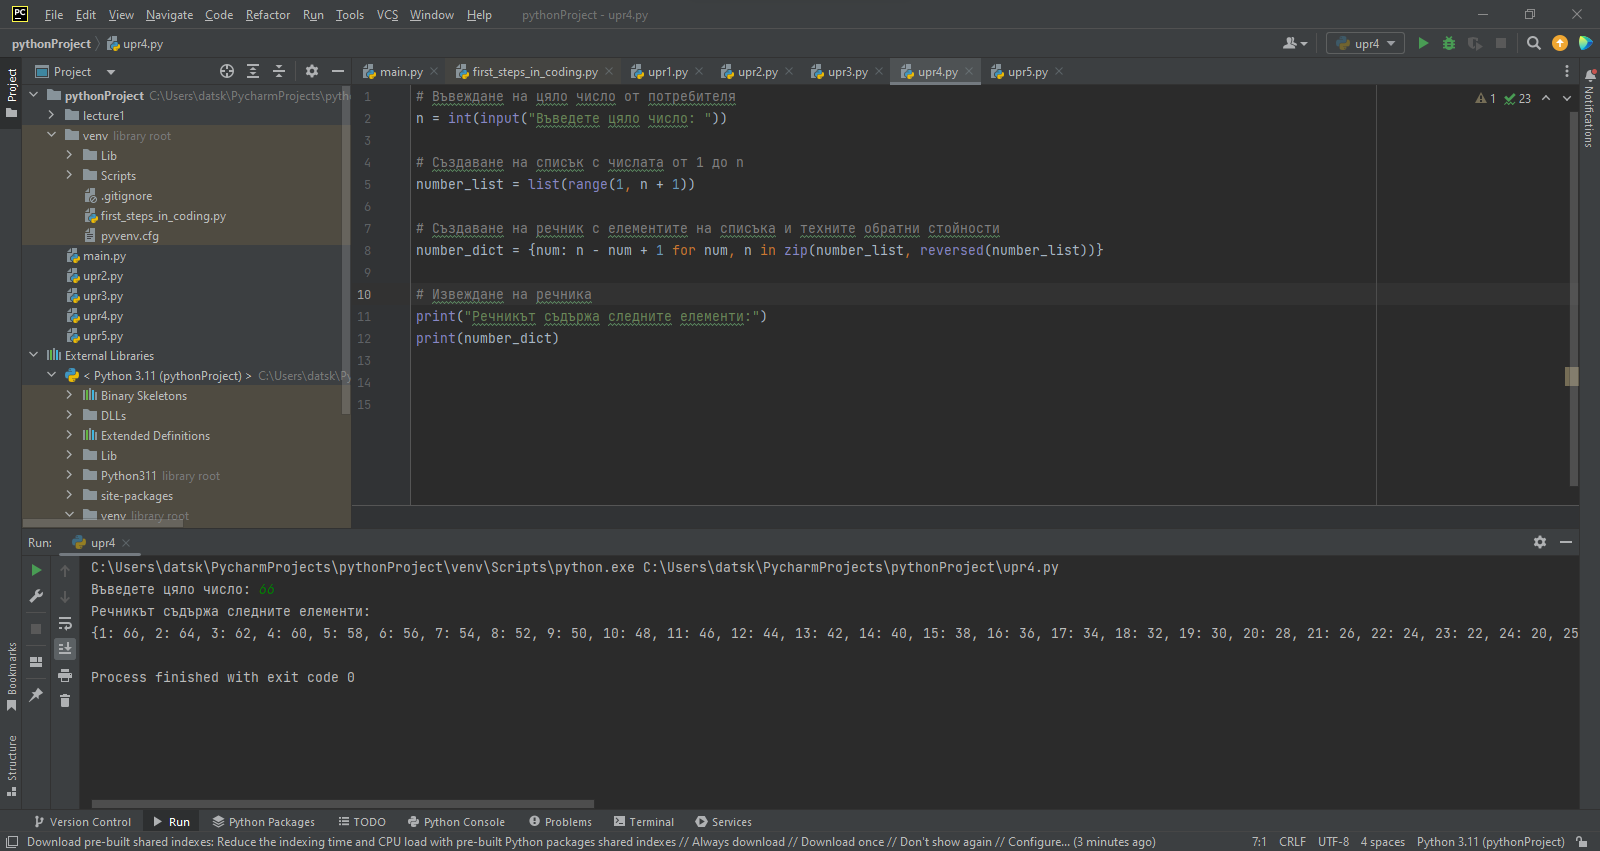 PC File Edit View Navigate Code Refactor Run Tools VCS Window Help pythonProject - upr4.py
pythonProject upr4.py upr4
Project
Project
main.py first_steps_in_coding.py upr1.py upr2.py upr3.py upr4.py upr5.py
pythonProject C:\Users\datsk\PycharmProjects\pytho
lecture1
venv library root
Lib
Scripts
.gitignore
first_steps_in_coding.py
pyvenv.cfg
main.py
upr2.py
upr3.py
upr4.py
upr5.py
External Libraries
< Python 3.11 (pythonProject) > C:\Users\datsk\Py
Binary Skeletons
DLLs
Extended Definitions
Lib
Python311 library root
site-packages
venv library root
1 # Въвеждане на цяло число от потребителя
2 n = int(input("Въведете цяло число: "))
3
4 # Създаване на списък с числата от 1 до n
5 number_list = list(range(1, n + 1))
6
7 # Създаване на речник с елементите на списъка и техните обратни стойности
8 number_dict = {num: n - num + 1 for num, n in zip(number_list, reversed(number_list))}
9
10 # Извеждане на речника
11 print("Речникът съдържа следните елементи:")
12 print(number_dict)
13
14
15
1 23
Notifications
Run: upr4
C:\Users\datsk\PycharmProjects\pythonProject\venv\Scripts\python.exe C:\Users\datsk\PycharmProjects\pythonProject\upr4.py
Въведете цяло число: 66
Речникът съдържа следните елементи:
{1: 66, 2: 64, 3: 62, 4: 60, 5: 58, 6: 56, 7: 54, 8: 52, 9: 50, 10: 48, 11: 46, 12: 44, 13: 42, 14: 40, 15: 38, 16: 36, 17: 34, 18: 32, 19: 30, 20: 28, 21: 26, 22: 24, 23: 22, 24: 20, 25
Process finished with exit code 0
Bookmarks
Structure
Version Control Run Python Packages TODO Python Console Problems Terminal Services
Download pre-built shared indexes: Reduce the indexing time and CPU load with pre-built Python packages shared indexes // Always download // Download once // Don't show again // Configure... (3 minutes ago) 7:1 CRLF UTF-8 4 spaces Python 3.11 (pythonProject)